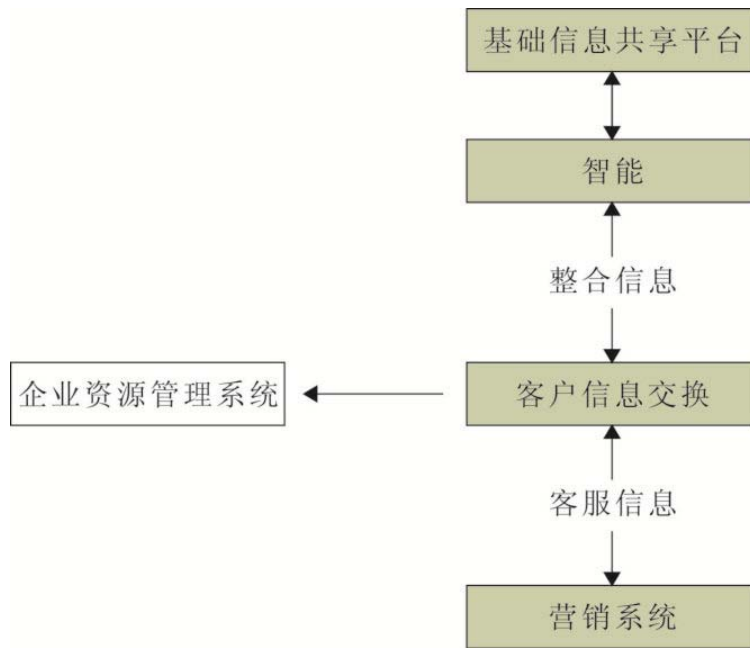 基础信息共享平台
智能
整合信息
企业资源管理系统
客户信息交换
客服信息
营销系统